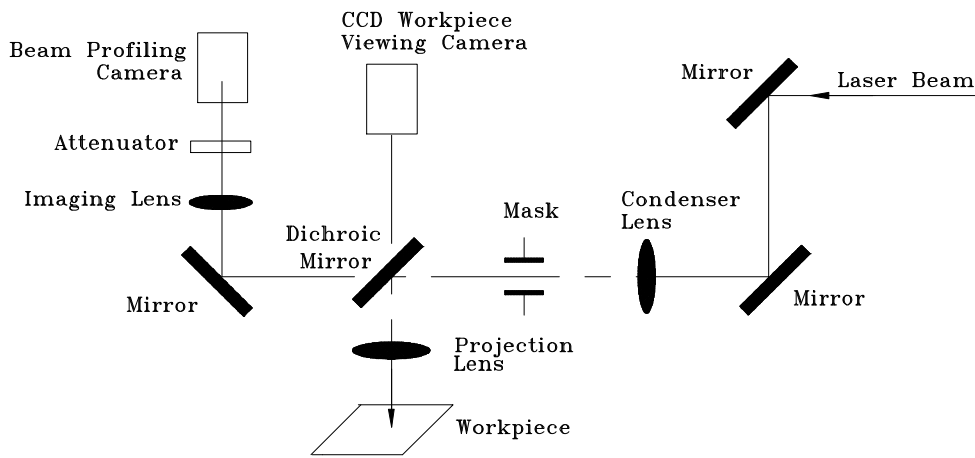 CCD Workpiece
Viewing Camera
Beam Profiling
Camera
Mirror
Laser Beam
Attenuator
Imaging Lens
Mask
Condenser
Lens
Dichroic
Mirror
Mirror
Mirror
Projection
Lens
Workpiece